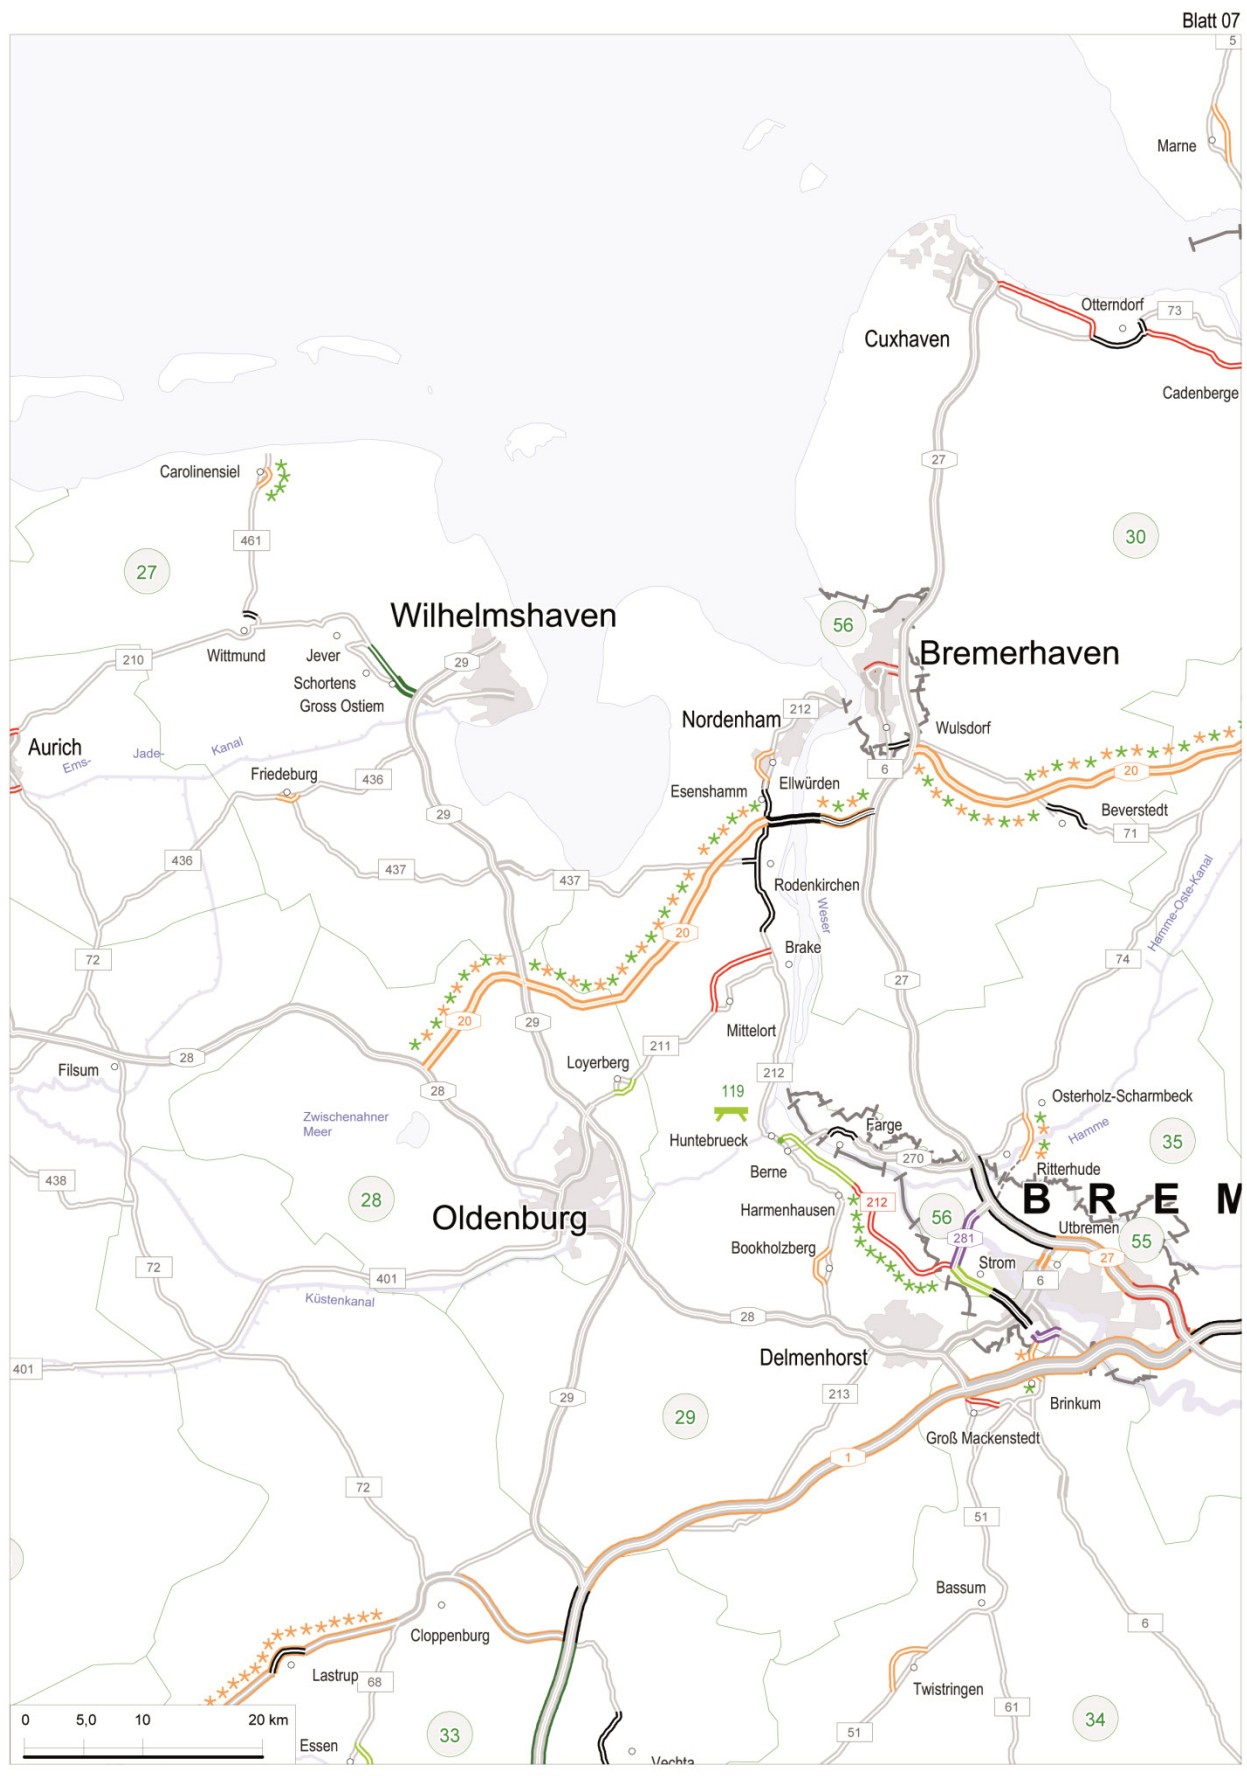 Blatt 07
5
Marne
Otterndorf
73
Cuxhaven
Cadenberge
27
Carolinensiel
461
30
27
56
Wilhelmshaven
Bremerhaven
210
Wittmund
Jever
29
Schortens
Gross Ostiem
212
Nordenham
Wulsdorf
Aurich
Ems-
Jade-
Kanal
Friedeburg
436
6
20
Ellwürden
Esenshamm
Beverstedt
29
71
436
437
437
Rodenkirchen
Weser
Hamme-Oste-Kanal
20
Brake
72
74
27
20
29
Mittelort
28
Loyerberg
211
Filsum
212
28
119
Osterholz-Scharmbeck
Zwischenahner
Meer
Farge
Hamme
35
Huntebrueck
270
Berne
Ritterhude
438
28
212
B R E M
Harmenhausen
56
Oldenburg
Utbremen
281
55
Bookholzberg
Strom
27
72
401
6
Küstenkanal
28
Delmenhorst
401
213
29
Brinkum
29
Groß Mackenstedt
1
72
51
Bassum
6
Cloppenburg
Lastrup
68
Twistringen
61
34
0 5,0 10 20 km
33
51
Essen
Vechta